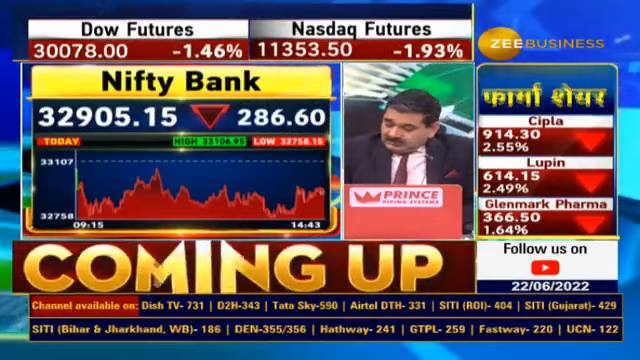 Dow Futures
30078.00 -1.46%
Nasdaq Futures
11353.50 -1.93%
ZEE BUSINESS
Nifty Bank
32905.15 286.60
TODAY HIGH 33106.95 LOW 32758.15
33107
32758
09:15 14:43
PRINCE
PIPING SYSTEMS
फार्मा शेयर
Cipla
914.30
2.55%
Lupin
614.15
2.49%
Glenmark Pharma
366.50
1.64%
COMING UP
Follow us on
22/06/2022
Channel available on: Dish TV- 731 | D2H-343 | Tata Sky-590 | Airtel DTH- 331 | SITI (ROI)- 404 | SITI (Gujarat)- 429
SITI (Bihar & Jharkhand, WB)- 186 | DEN-355/356 | Hathway- 241 | GTPL- 259 | Fastway- 220 | UCN- 122